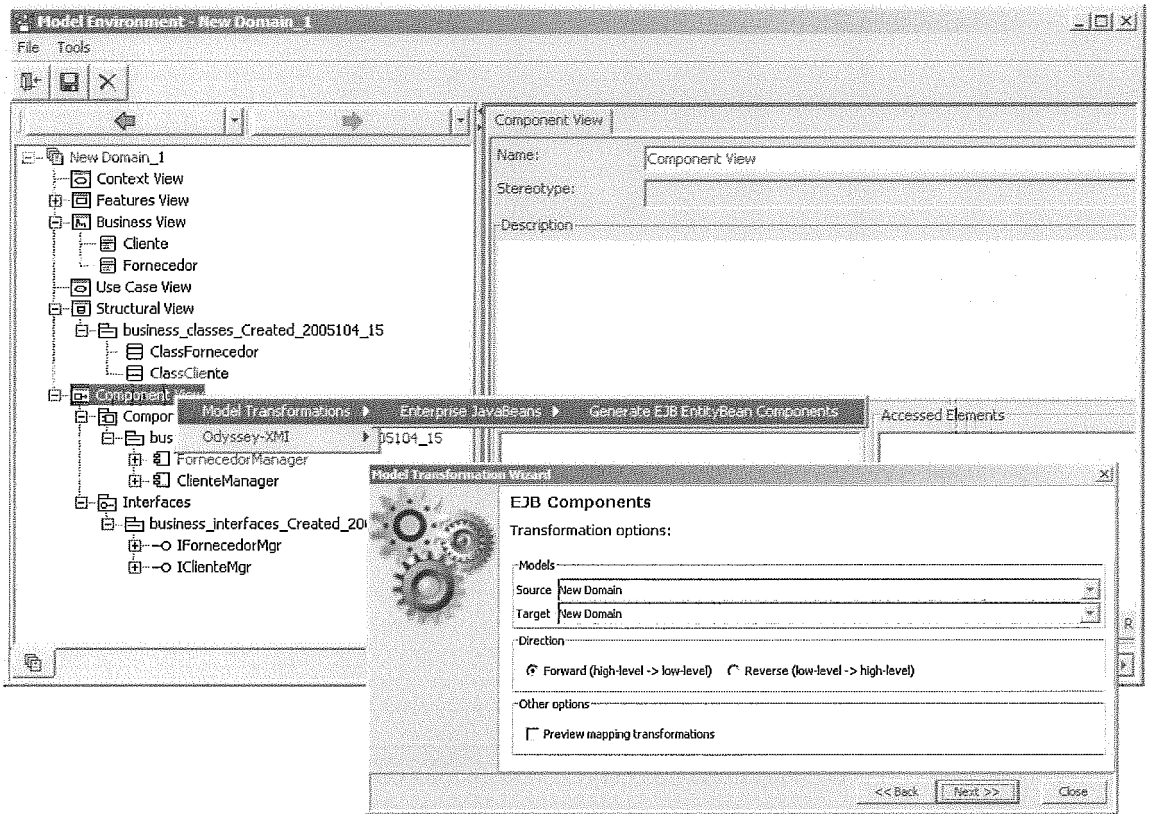 Model Environment - New Domain_1
File Tools
Component View
Name: Component View
Stereotype:
Description
New Domain_1
Context View
Features View
Business View
Cliente
Fornecedor
Use Case View
Structural View
business_classes_Created_2005104_15
ClassFornecedor
ClassCliente
Component
Model Transformations
Enterprise JavaBeans
Generate EJB EntityBean Components
Accessed Elements
Compor
Odyssey-XMI
bus
05104_15
FornecedorManager
ClienteManager
Interfaces
business_interfaces_Created_20
IFornecedorMgr
IClienteMgr
Model Transformation Wizard
EJB Components
Transformation options:
Models
Source New Domain
Target New Domain
R
Direction
Forward (high-level -> low-level) Reverse (low-level -> high-level)
Other options
Preview mapping transformations
<< Back Next >> Close